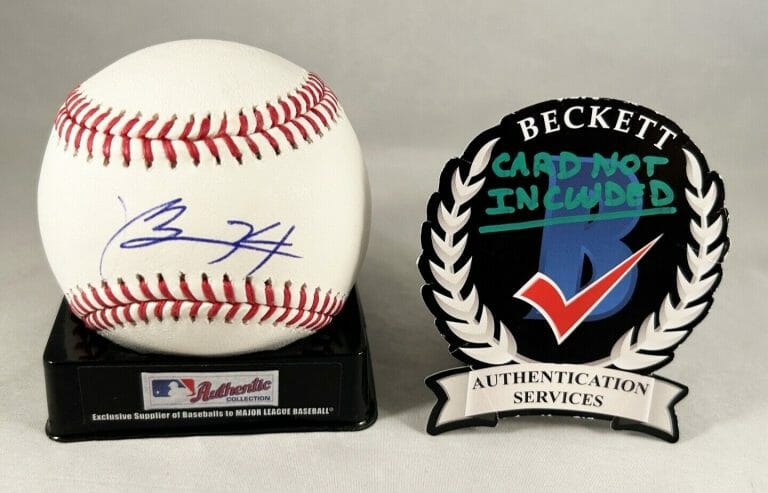 Authentic
COLLECTION
Exclusive Supplier of Baseballs to MAJOR LEAGUE BASEBALL®
BECKETT
CARD NOT
INCLUDED
B
AUTHENTICATION
SERVICES